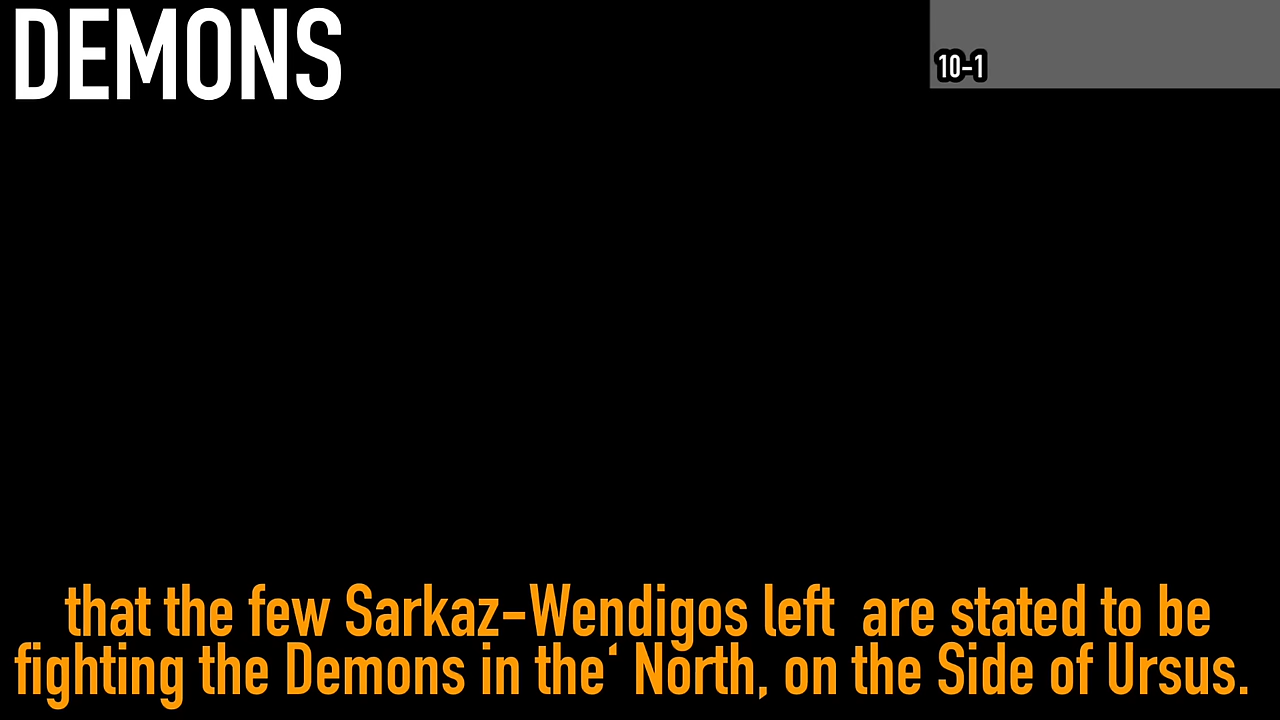 DEMONS
10-1
that the few Sarkaz-Wendigos left  are stated to be
fighting the Demons in the‘ North, on the Side of Ursus.